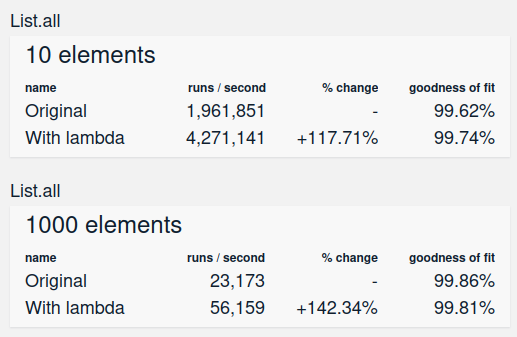 List.all
10 elements
name runs / second % change goodness of fit
Original 1,961,851 - 99.62%
With lambda 4,271,141 +117.71% 99.74%
List.all
1000 elements
name runs / second % change goodness of fit
Original 23,173 - 99.86%
With lambda 56,159 +142.34% 99.81%